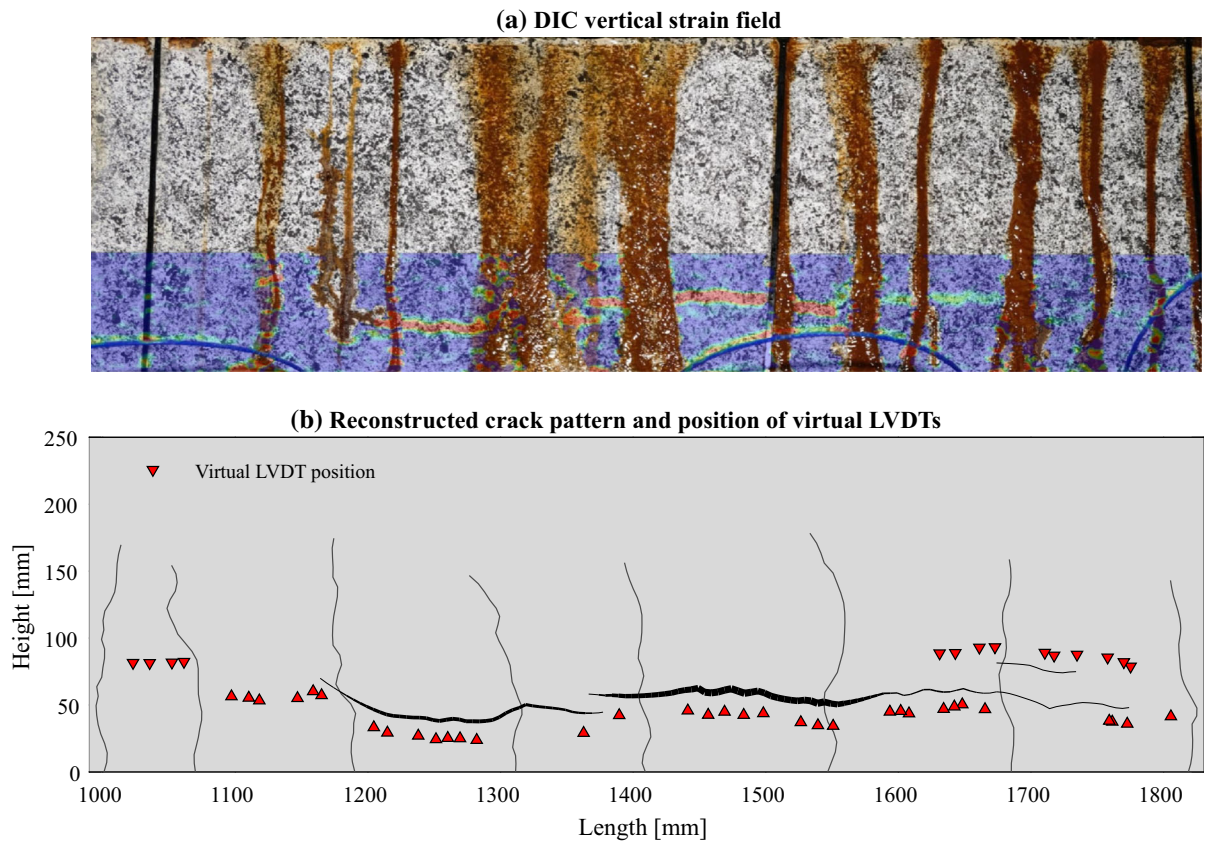 (a) DIC vertical strain field
(b) Reconstructed crack pattern and position of virtual LVDTs
250
Virtual LVDT position
200
150
100
50
0
Height [mm]
1000 1100 1200 1300 1400 1500 1600 1700 1800
Length [mm]